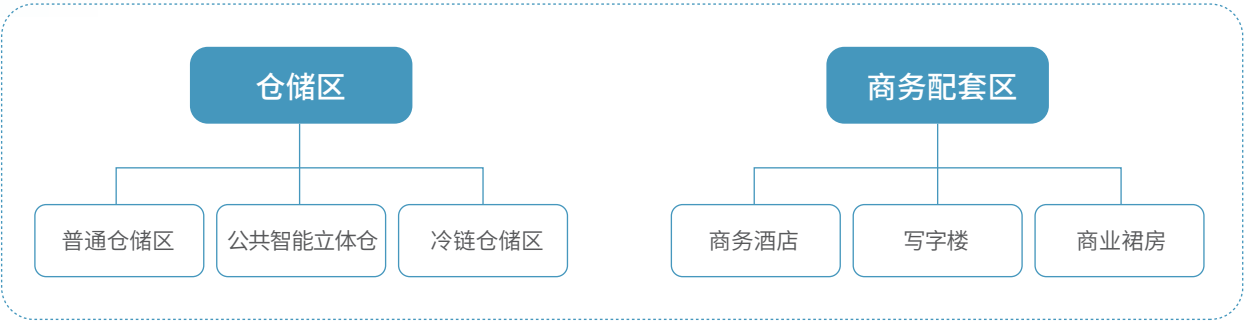 仓储区
商务配套区
普通仓储区
公共智能立体仓
冷链仓储区
商务酒店
写字楼
商业裙房